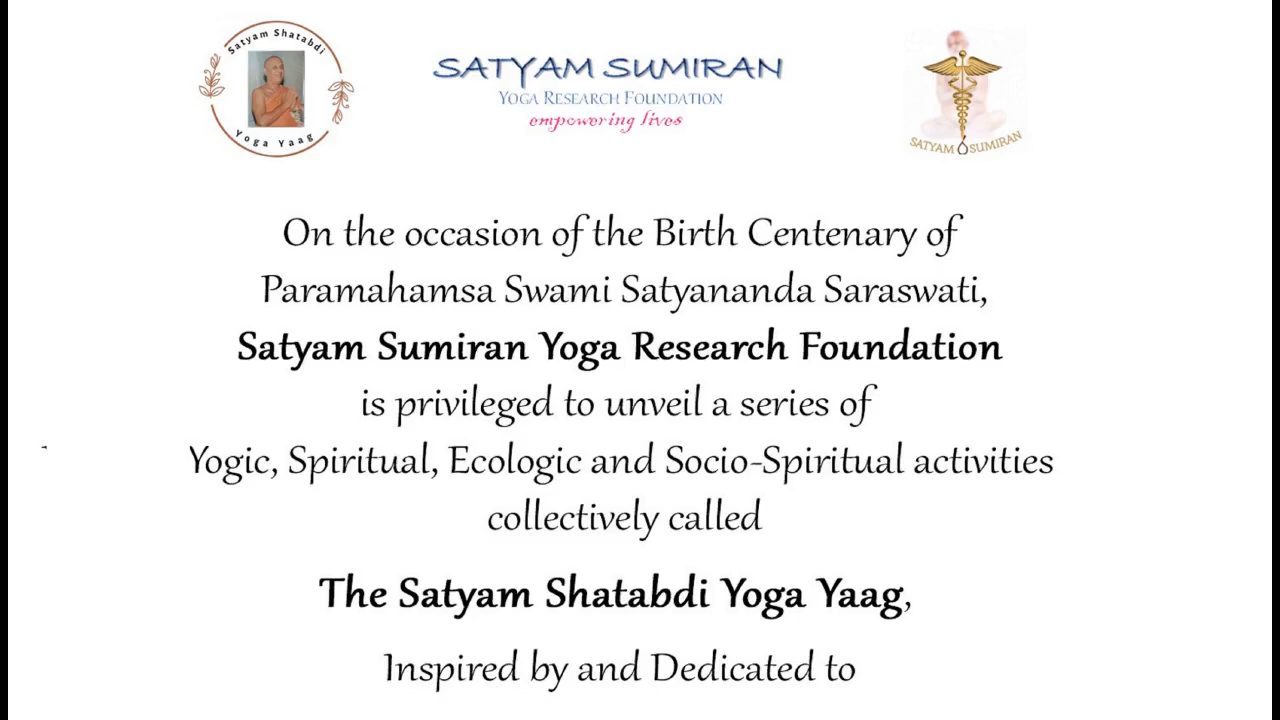 Satyam Shatabdi
Yoga Yaag
SATYAM SUMIRAN
YOGA RESEARCH FOUNDATION
empowering lives
SATYAM SUMIRAN
On the occasion of the Birth Centenary of
Paramahamsa Swami Satyananda Saraswati,
Satyam Sumiran Yoga Research Foundation
is privileged to unveil a series of
Yogic, Spiritual, Ecologic and Socio-Spiritual activities
collectively called
The Satyam Shatabdi Yoga Yaag,
Inspired by and Dedicated to